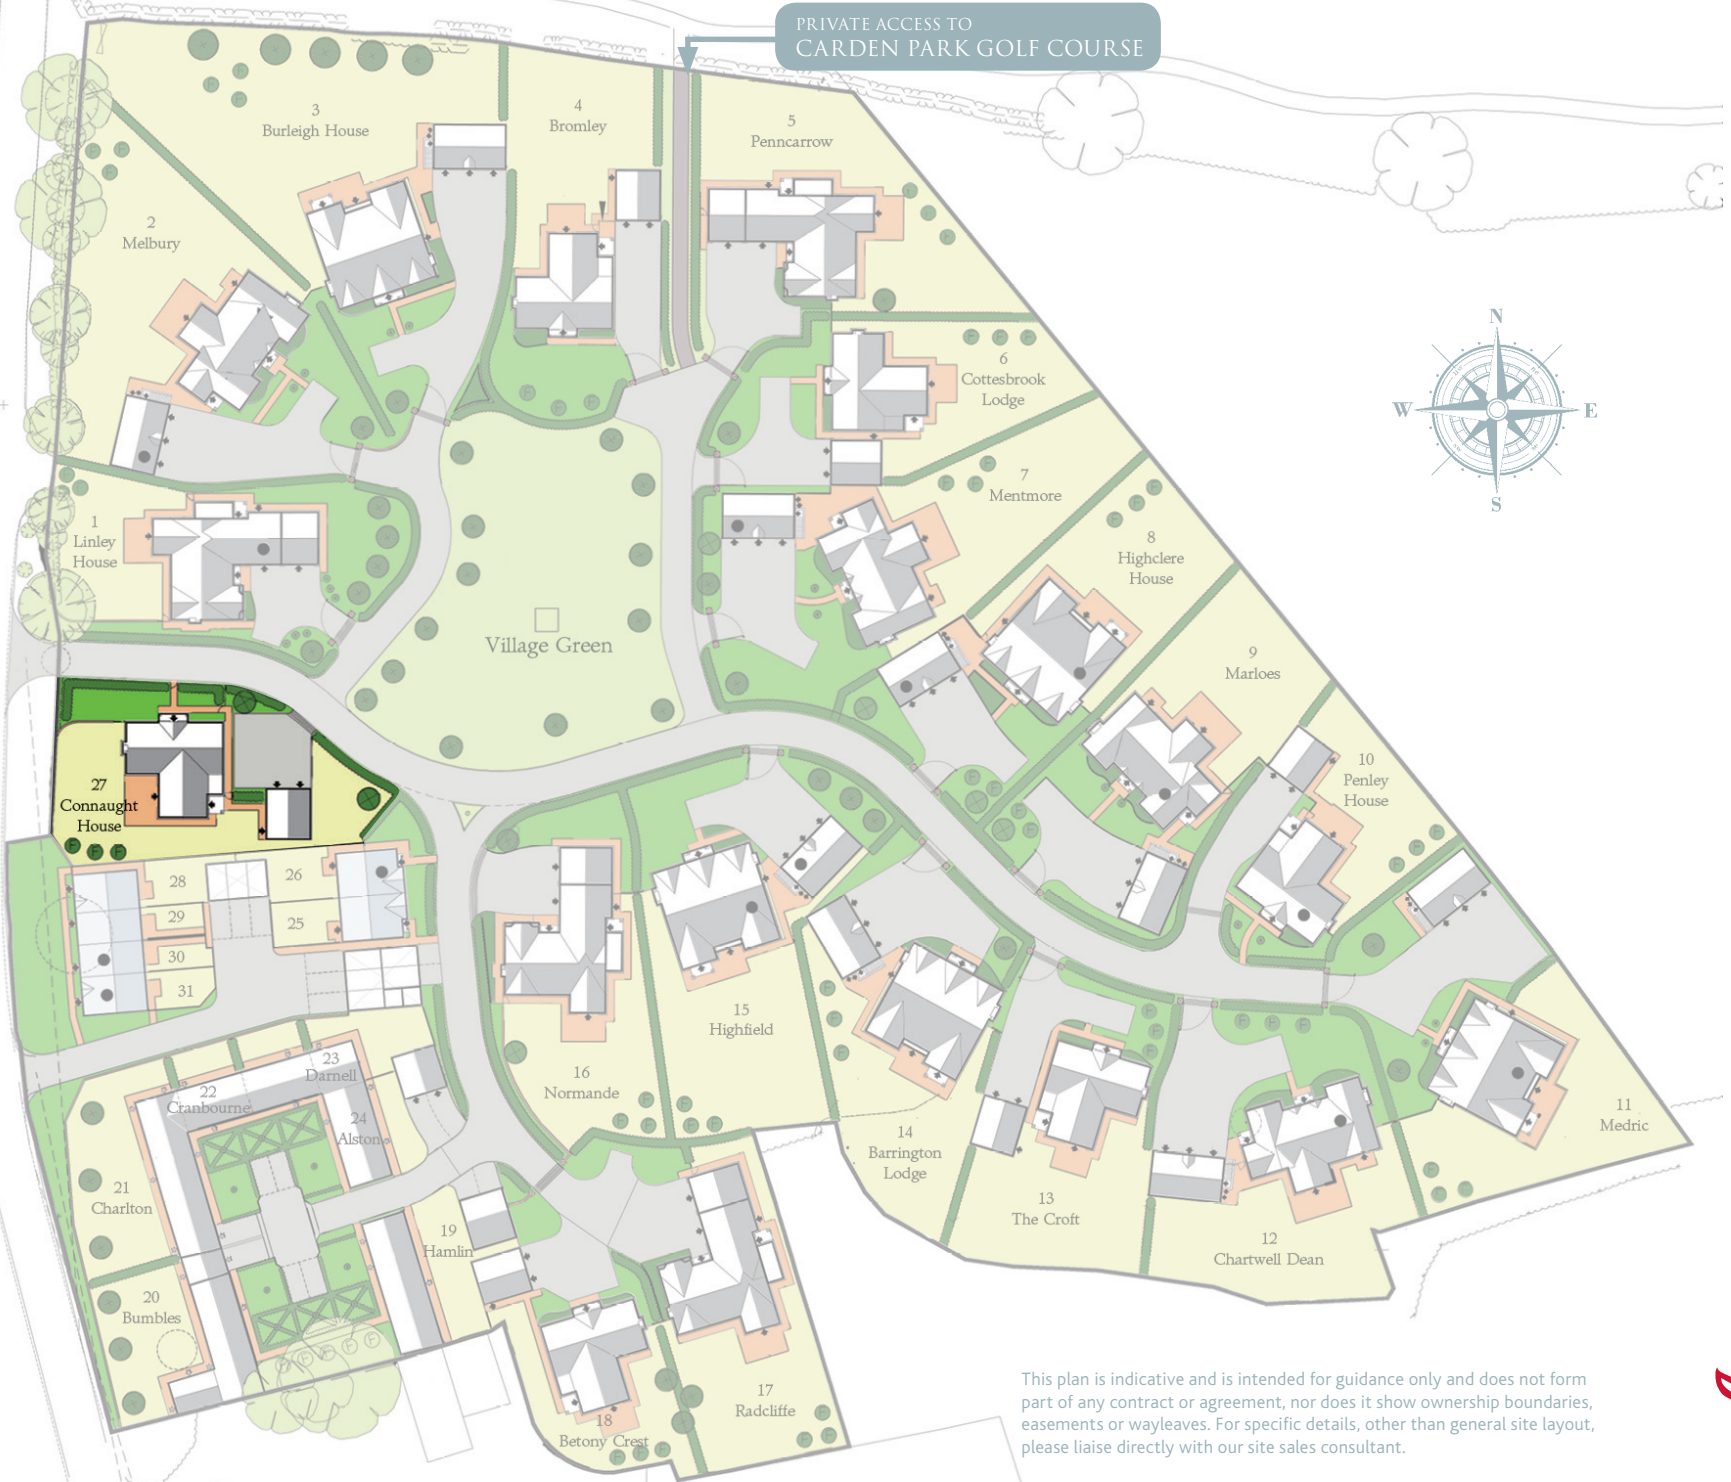 PRIVATE ACCESS TO
CARDEN PARK GOLF COURSE
3
Burleigh House
4
Bromley
5
Penncarrow
2
Melbury
6
Cottesbrook
Lodge
N
W
E
S
7
Mentmore
1
Linley
House
8
Highclere
House
Village Green
9
Marloes
10
Penley
House
27
Connaught
House
28
26
29
25
30
31
15
Highfield
16
Normande
23
Darnell
22
Cranbourne
24
Alston
14
Barrington
Lodge
11
Medric
21
Charlton
13
The Croft
19
Hamlin
12
Chartwell Dean
20
Bumbles
17
Radcliffe
18
Betony Crest
This plan is indicative and is intended for guidance only and does not form
part of any contract or agreement, nor does it show ownership boundaries,
easements or wayleaves. For specific details, other than general site layout,
please liaise directly with our site sales consultant.